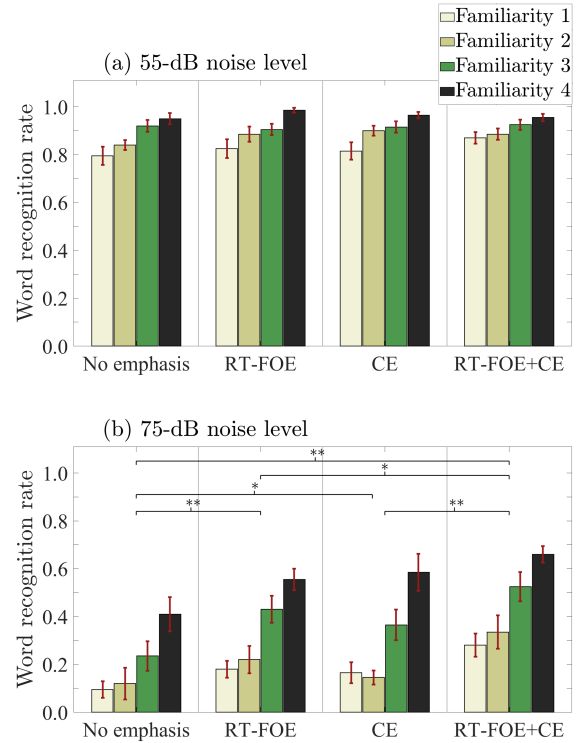 Familiarity 1
Familiarity 2
Familiarity 3
Familiarity 4
(a) 55-dB noise level
Word recognition rate
1.0
0.8
0.6
0.4
0.2
0.0
No emphasis RT-FOE CE RT-FOE+CE
(b) 75-dB noise level
Word recognition rate
1.0
0.8
0.6
0.4
0.2
0.0
**
*
*
** **
No emphasis RT-FOE CE RT-FOE+CE